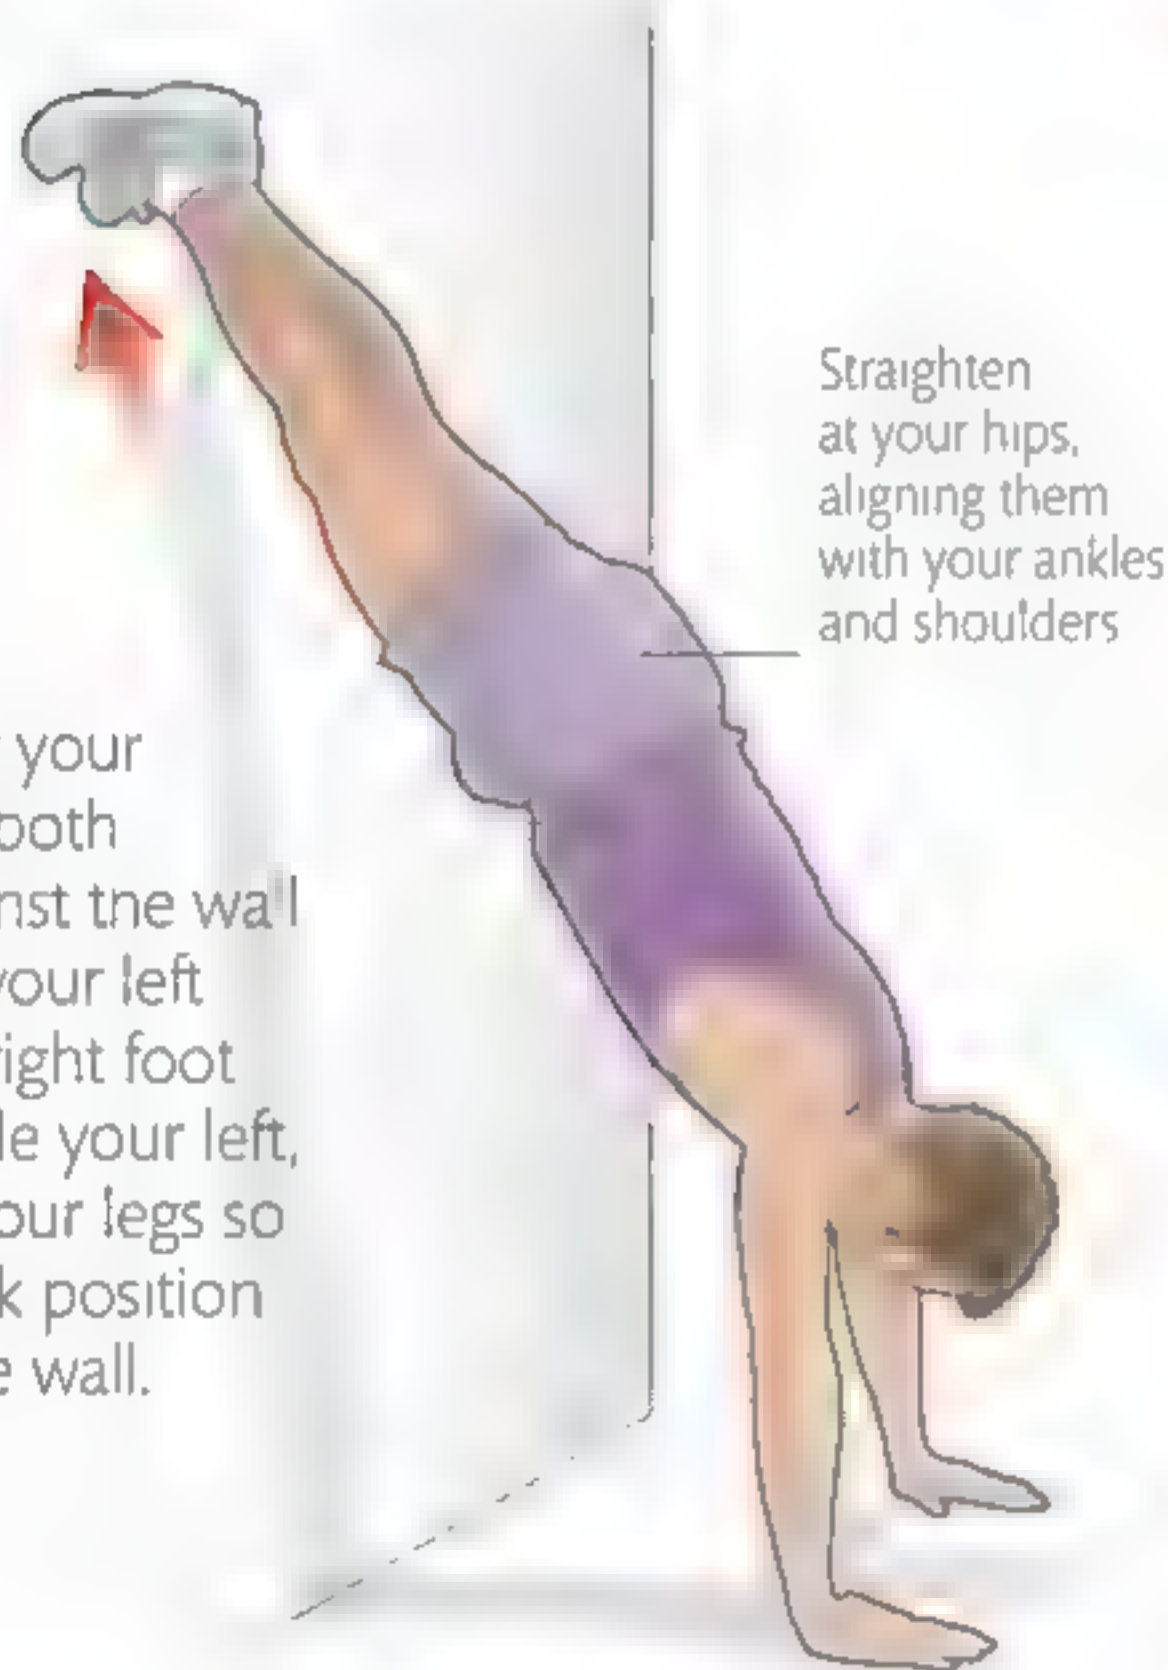 your
both
nst the wall
your left
right foot
le your left,
our legs so
k position
e wall.
Straighten
at your hips,
aligning them
with your ankles
and shoulders